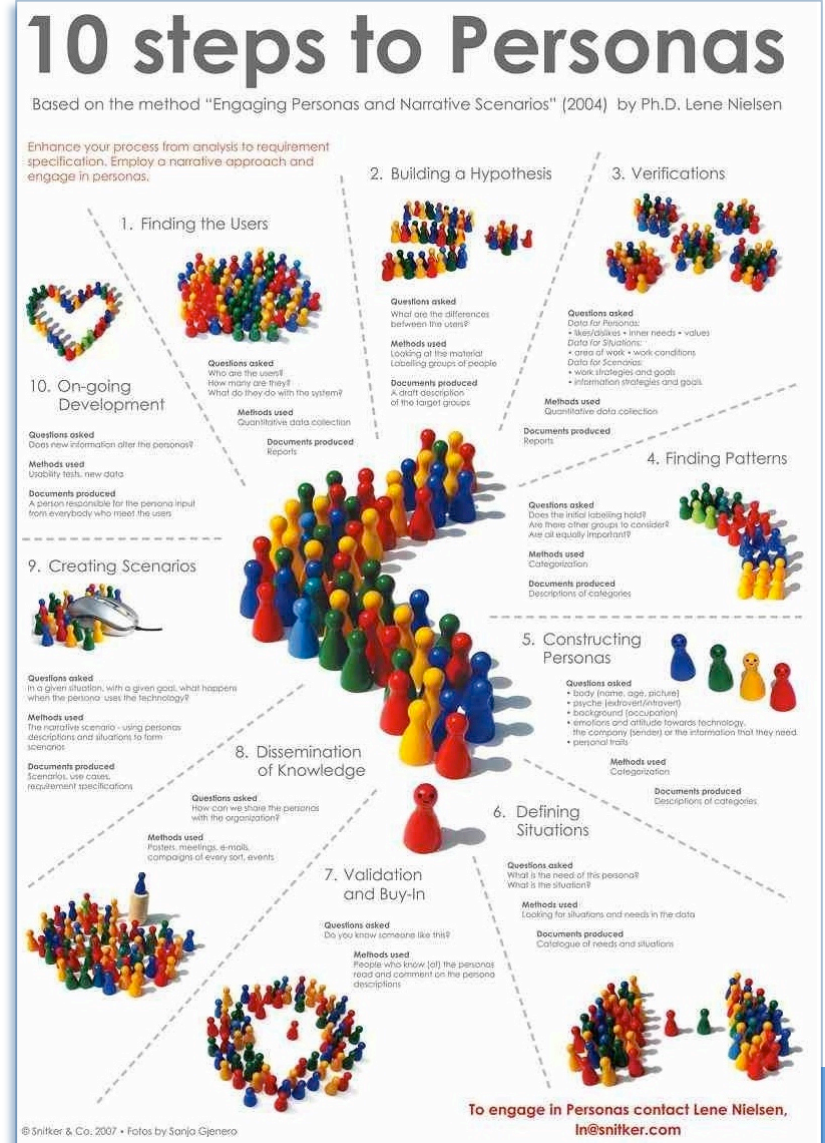 10 steps to Personas
Based on the method "Engaging Personas and Narrative Scenarios" (2004) by Ph.D. Lene Nielsen
Enhance your process from analysis to requirement
specification. Employ a narrative approach and
engage in personas.
1. Finding the Users
Questions asked
Who are the users?
How many are they?
What do they do with the system?
Methods used
Quantitative data collection
Documents produced
Reports
2. Building a Hypothesis
Questions asked
What are the differences
between the users?
Methods used
Looking at the material
Labelling groups of people
Documents produced
A draft description
of the target groups
3. Verifications
Questions asked
Data for Personas:
• likes/dislikes • inner needs • values
Data for Situations:
• area of work • work conditions
Data for Scenarios:
• work strategies and goals
• information strategies and goals
Methods used
Quantitative data collection
Documents produced
Reports
4. Finding Patterns
Questions asked
Does the initial labelling hold?
Are there other groups to consider?
Are all equally important?
Methods used
Categorization
Documents produced
Descriptions of categories
5. Constructing
Personas
Questions asked
• body (name, age, picture)
• psyche (extrovert/introvert)
• background (occupation)
• emotions and attitude towards technology,
the company (sender) or the information that they need
• personal traits
Methods used
Categorization
Documents produced
Descriptions of categories
6. Defining
Situations
Questions asked
What is the need of this persona?
What is the situation?
Methods used
Looking for situations and needs in the data
Documents produced
Catalogue of needs and situations
7. Validation
and Buy-In
Questions asked
Do you know someone like this?
Methods used
People who know (of) the personas
read and comment on the persona
descriptions
8. Dissemination
of Knowledge
Questions asked
How can we share the personas
with the organization?
Methods used
Posters, meetings, e-mails,
campaigns of every sort, events
9. Creating Scenarios
Questions asked
In a given situation, with a given goal, what happens
when the persona uses the technology?
Methods used
The narrative scenario - using personas
descriptions and situations to form
scenarios
Documents produced
Scenarios, use cases,
requirement specifications
10. On-going
Development
Questions asked
Does new information alter the personas?
Methods used
Usability tests, new data
Documents produced
A person responsible for the persona input
from everybody who meet the users
To engage in Personas contact Lene Nielsen,
ln@snitker.com
© Snitker & Co. 2007 • Fotos by Sanja Gjenero